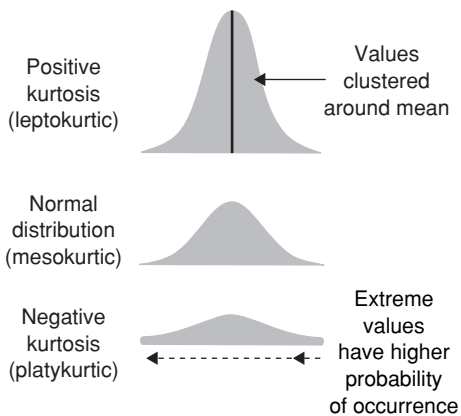 Positive
kurtosis
(leptokurtic)
Values
clustered
around mean
Normal
distribution
(mesokurtic)
Negative
kurtosis
(platykurtic)
Extreme
values
have higher
probability
of occurrence